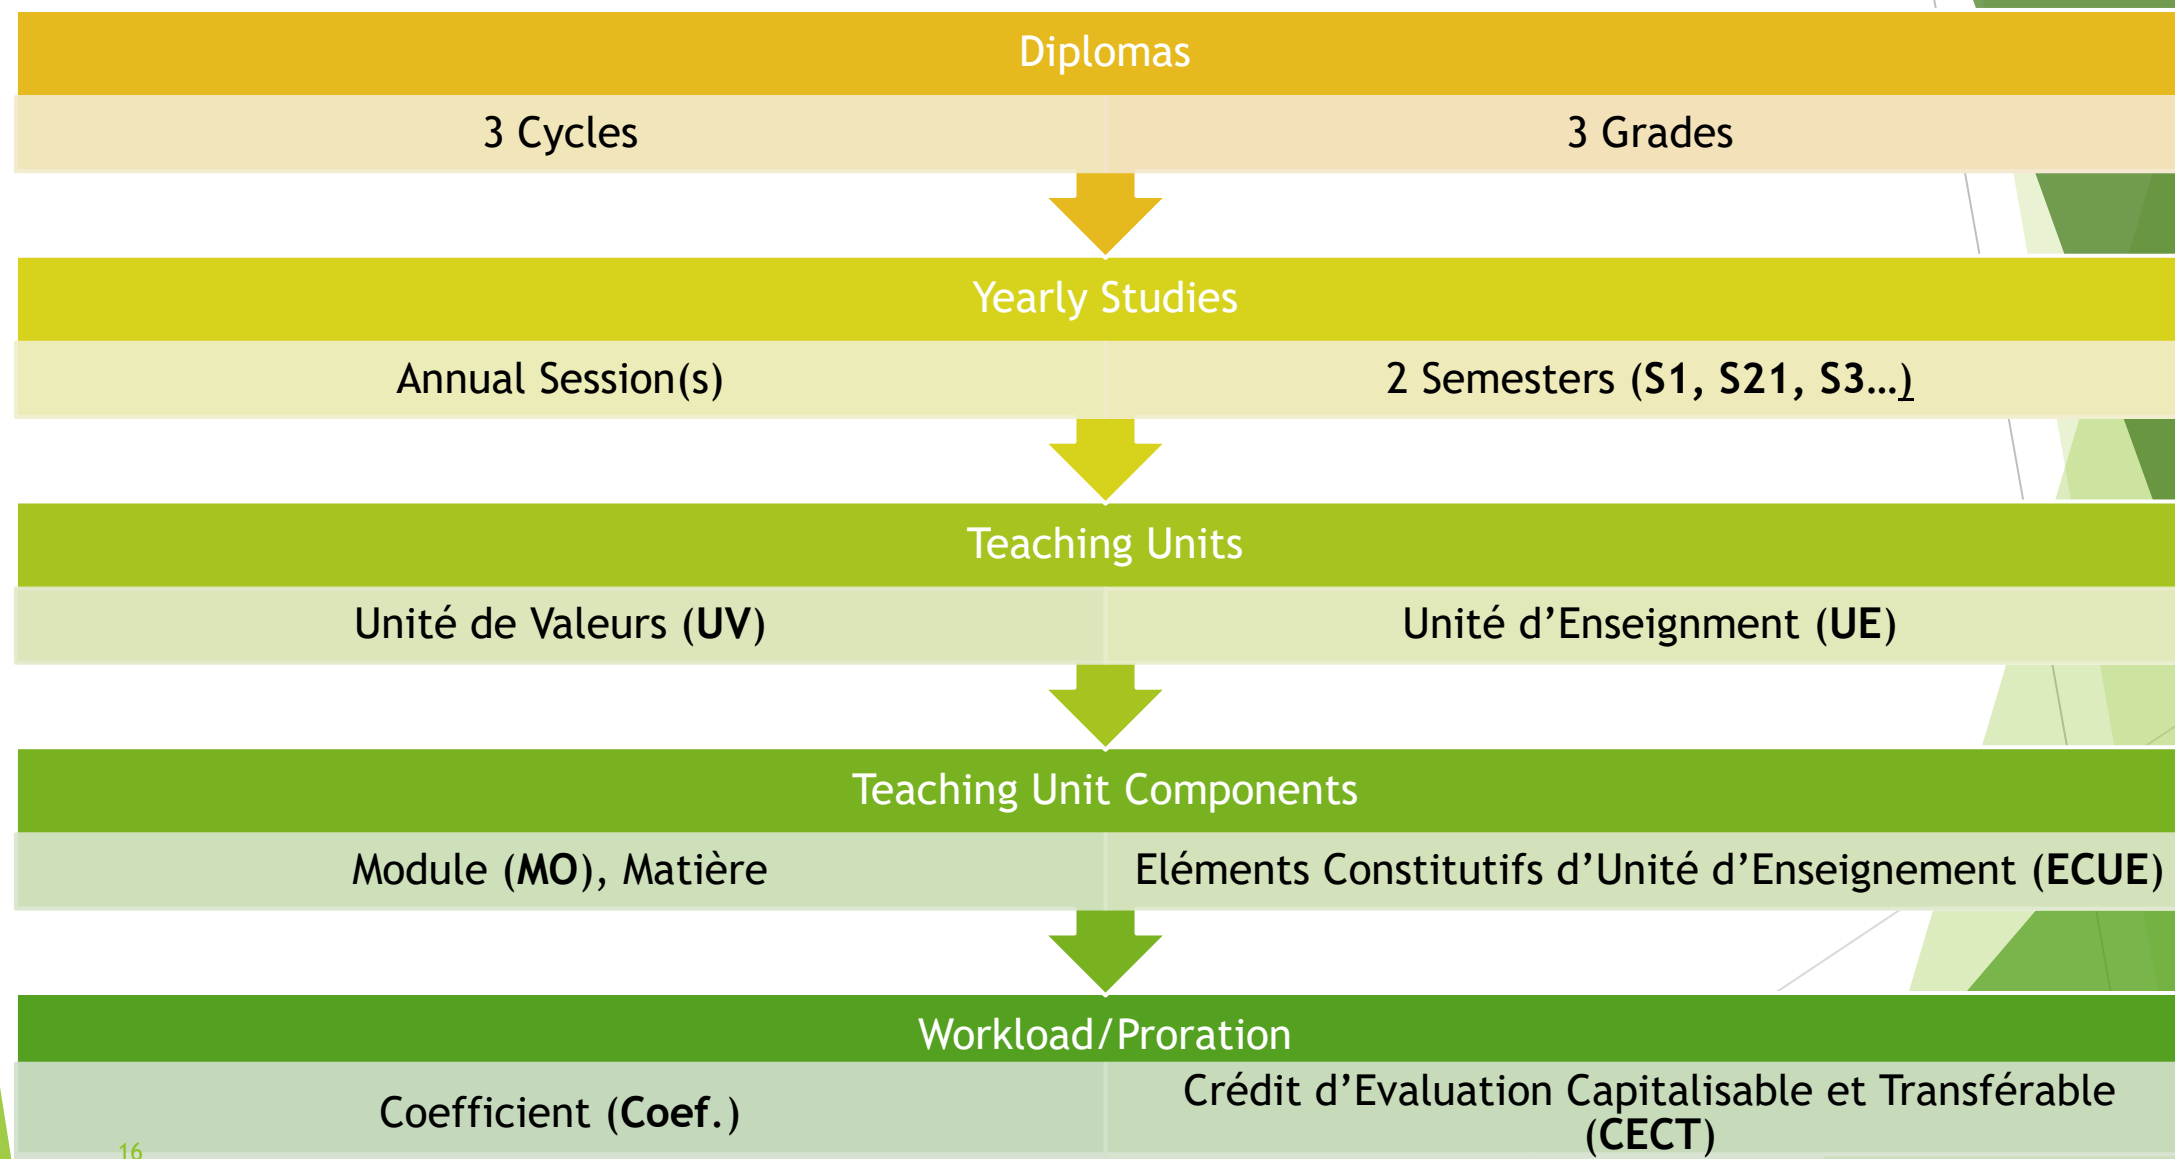 Diplomas
3 Cycles
3 Grades
Yearly Studies
Annual Session(s)
2 Semesters (S1, S21, S3…)
Teaching Units
Unité de Valeurs (UV)
Unité d’Enseignment (UE)
Teaching Unit Components
Module (MO), Matière
Eléments Constitutifs d’Unité d’Enseignement (ECUE)
Workload/Proration
Coefficient (Coef.)
Crédit d’Evaluation Capitalisable et Transférable
(CECT)
16